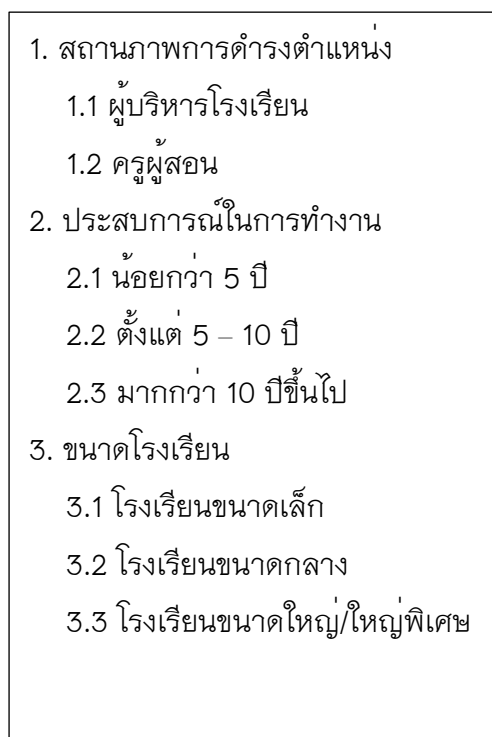 1. สถานภาพการดำรงตำแหน่ง
1.1 ผู้บริหารโรงเรียน
1.2 ครูผู้สอน
2. ประสบการณ์ในการทำงาน
2.1 น้อยกว่า 5 ปี
2.2 ตั้งแต่ 5 – 10 ปี
2.3 มากกว่า 10 ปีขึ้นไป
3. ขนาดโรงเรียน
3.1 โรงเรียนขนาดเล็ก
3.2 โรงเรียนขนาดกลาง
3.3 โรงเรียนขนาดใหญ่/ใหญ่พิเศษ